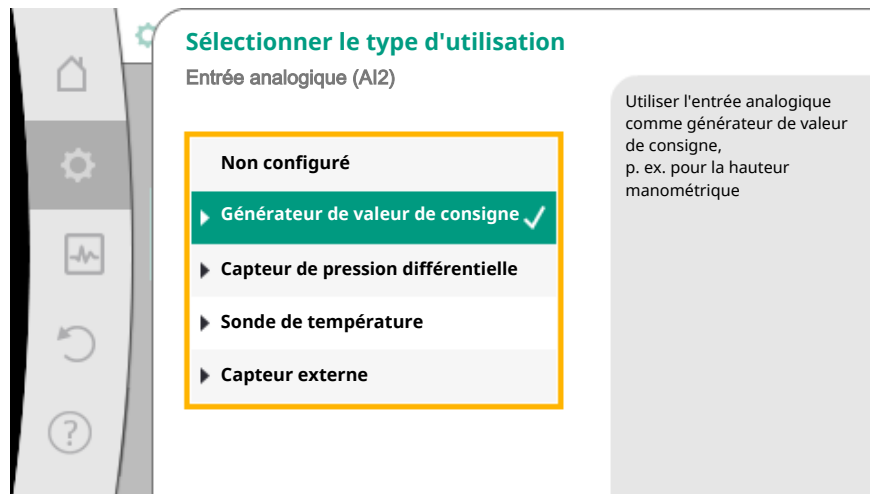 Sélectionner le type d'utilisation
Entrée analogique (AI2)
Non configuré
Générateur de valeur de consigne
Capteur de pression différentielle
Sonde de température
Capteur externe
Utiliser l'entrée analogique
comme générateur de valeur
de consigne,
p. ex. pour la hauteur
manométrique
?